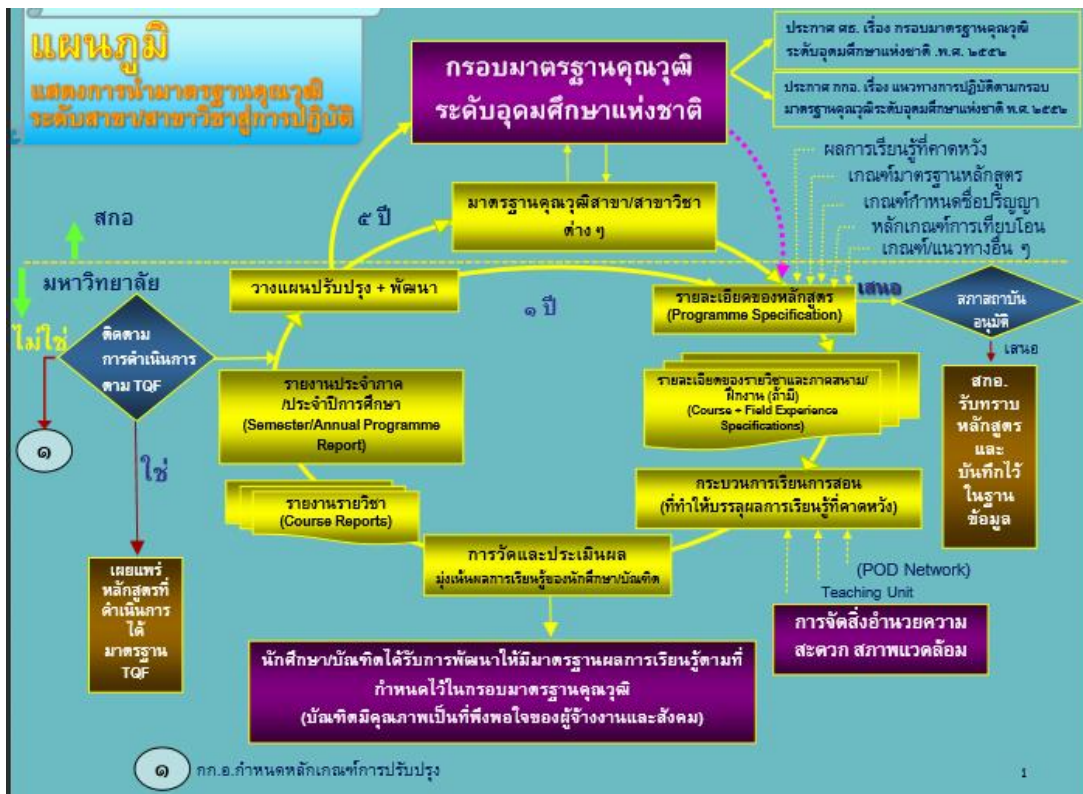 แผนภูมิ
แสดงการนำมาตรฐานคุณวุฒิ
ระดับสาขา/สาขาวิชาสู่การปฏิบัติ
กรอบมาตรฐานคุณวุฒิ
ระดับอุดมศึกษาแห่งชาติ
ประกาศ ศธ. เรื่อง กรอบมาตรฐานคุณวุฒิ
ระดับอุดมศึกษาแห่งชาติ .พ.ศ. ๒๕๕๒
ประกาศ กกอ. เรื่อง แนวทางการปฏิบัติตามกรอบ
มาตรฐานคุณวุฒิระดับอุดมศึกษาแห่งชาติ พ.ศ. ๒๕๕๒
ผลการเรียนรู้ที่คาดหวัง
เกณฑ์มาตรฐานหลักสูตร
เกณฑ์กำหนดชื่อปริญญา
หลักเกณฑ์การเทียบโอน
เกณฑ์/แนวทางอื่น ๆ
มาตรฐานคุณวุฒิสาขา/สาขาวิชา
ต่าง ๆ
๕ ปี
สกอ
มหาวิทยาลัย
วางแผนปรับปรุง + พัฒนา
๑ ปี
รายละเอียดของหลักสูตร
(Programme Specification)
เสนอ
สภาสถาบัน
อนุมัติ
เสนอ
สกอ.
รับทราบ
หลักสูตร
และ
บันทึกไว้
ในฐาน
ข้อมูล
ไม่ใช่
ติดตาม
การดำเนินการ
ตาม TQF
๑
ใช่
เผยแพร่
หลักสูตรที่
ดำเนินการ
ได้
มาตรฐาน
TQF
รายงานประจำภาค
/ประจำปีการศึกษา
(Semester/Annual Programme
Report)
รายละเอียดของรายวิชาและภาคสนาม/
ฝึกงาน (ถ้ามี)
(Course + Field Experience
Specifications)
รายงานรายวิชา
(Course Reports)
กระบวนการเรียนการสอน
(ที่ทำให้บรรลุผลการเรียนรู้ที่คาดหวัง)
การวัดและประเมินผล
มุ่งเน้นผลการเรียนรู้ของนักศึกษา/บัณฑิต
(POD Network)
Teaching Unit
การจัดสิ่งอำนวยความ
สะดวก สภาพแวดล้อม
นักศึกษา/บัณฑิตได้รับการพัฒนาให้มีมาตรฐานผลการเรียนรู้ตามที่
กำหนดไว้ในกรอบมาตรฐานคุณวุฒิ
(บัณฑิตมีคุณภาพเป็นที่พึงพอใจของผู้จ้างงานและสังคม)
๑ กก.อ.กำหนดหลักเกณฑ์การปรับปรุง
1